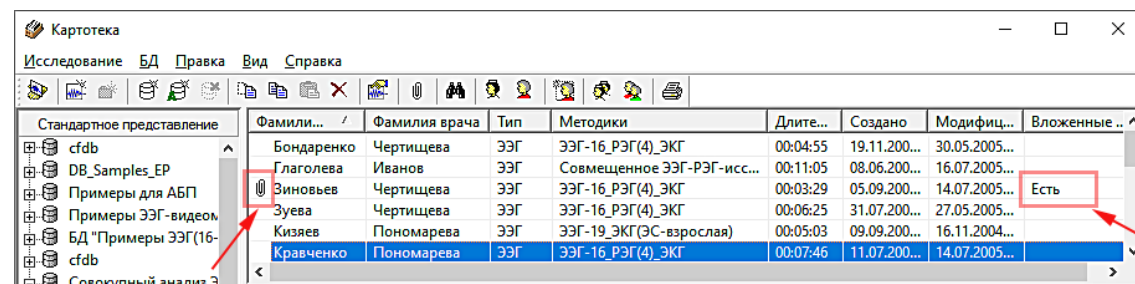 Картотека
Исследование БД Правка Вид Справка
Стандартное представление
Фамили... Фамилия врача Тип Методики Длите... Создано Модифиц... Вложенные ...
cfdb
DB_Samples_EP
Примеры для АБП
Примеры ЭЭГ-видеом
БД "Примеры ЭЭГ(16-
cfdb
Совокупный анализ Э
Бондаренко Чертищева ЭЭГ ЭЭГ-16_РЭГ(4)_ЭКГ 00:04:55 19.11.200... 30.05.2005...
Глаголева Иванов ЭЭГ Совмещенное ЭЭГ-РЭГ-исс... 00:11:05 08.06.200... 16.07.2005...
Зиновьев Чертищева ЭЭГ ЭЭГ-16_РЭГ(4)_ЭКГ 00:03:29 05.09.200... 14.07.2005... Есть
Зуева Чертищева ЭЭГ ЭЭГ-16_РЭГ(4)_ЭКГ 00:06:25 31.07.200... 27.05.2005...
Кизяев Пономарева ЭЭГ ЭЭГ-19_ЭКГ(ЭС-взрослая) 00:05:03 09.09.200... 16.11.2004...
Кравченко Пономарева ЭЭГ ЭЭГ-16_РЭГ(4)_ЭКГ 00:07:46 11.07.200... 14.07.2005...